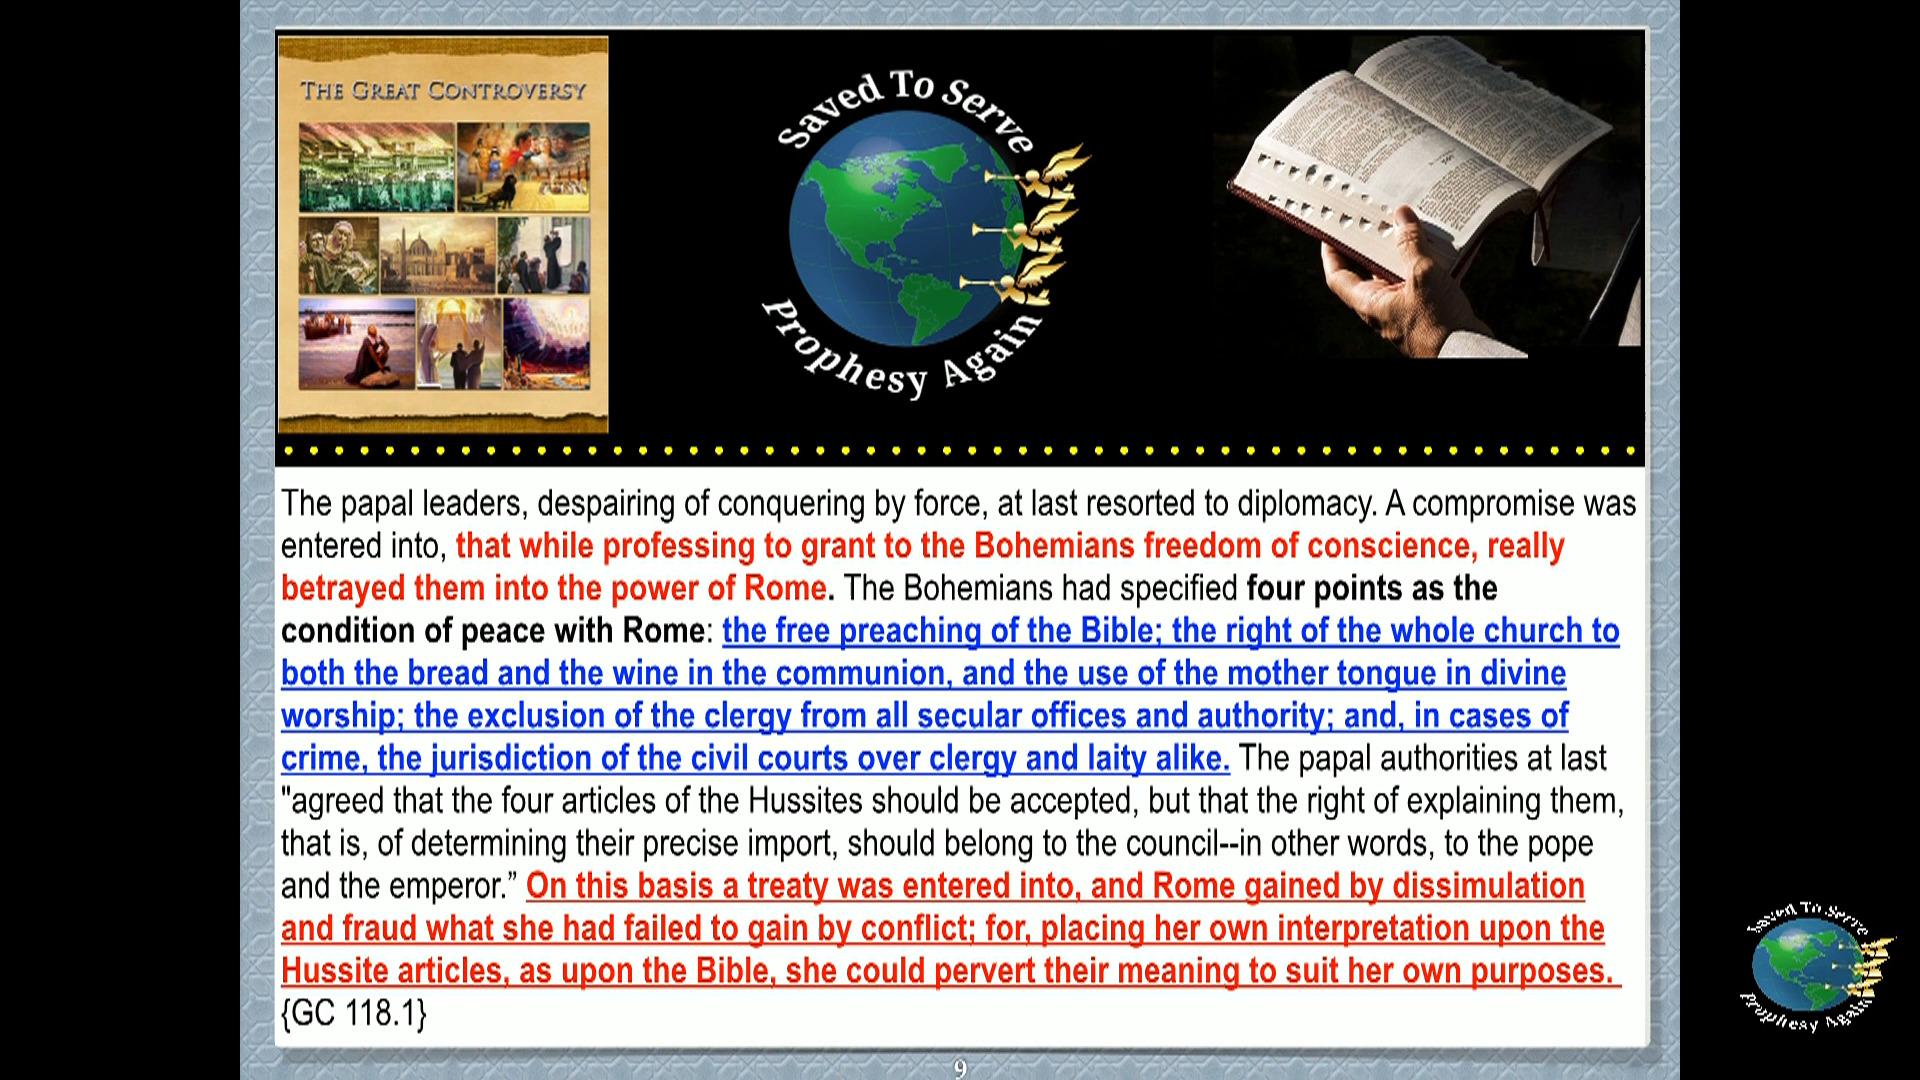 THE GREAT CONTROVERSY
Saved To Serve
Prophesy Again
The papal leaders, despairing of conquering by force, at last resorted to diplomacy. A compromise was
entered into, that while professing to grant to the Bohemians freedom of conscience, really
betrayed them into the power of Rome. The Bohemians had specified four points as the
condition of peace with Rome: the free preaching of the Bible; the right of the whole church to
both the bread and the wine in the communion, and the use of the mother tongue in divine
worship; the exclusion of the clergy from all secular offices and authority; and, in cases of
crime, the jurisdiction of the civil courts over clergy and laity alike. The papal authorities at last
"agreed that the four articles of the Hussites should be accepted, but that the right of explaining them,
that is, of determining their precise import, should belong to the council--in other words, to the pope
and the emperor.” On this basis a treaty was entered into, and Rome gained by dissimulation
and fraud what she had failed to gain by conflict; for, placing her own interpretation upon the
Hussite articles, as upon the Bible, she could pervert their meaning to suit her own purposes.
{GC 118.1}
9
Saved To Serve
Prophesy Again